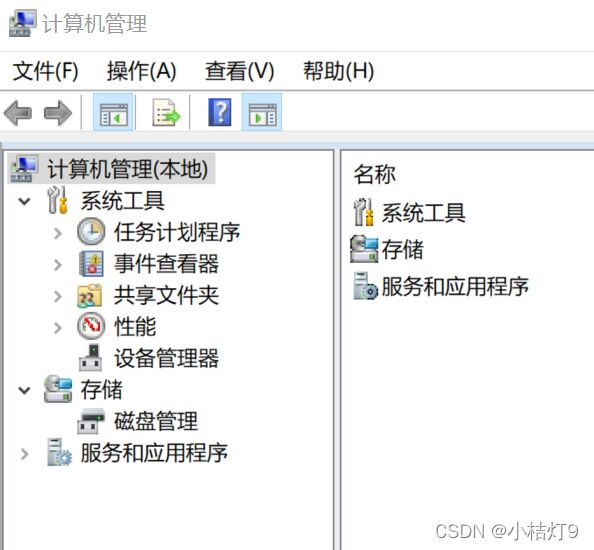 计算机管理
文件(F) 操作(A) 查看(V) 帮助(H)
计算机管理(本地)
系统工具
任务计划程序
事件查看器
共享文件夹
性能
设备管理器
存储
磁盘管理
服务和应用程序
名称
系统工具
存储
服务和应用程序
CSDN @小桔灯9